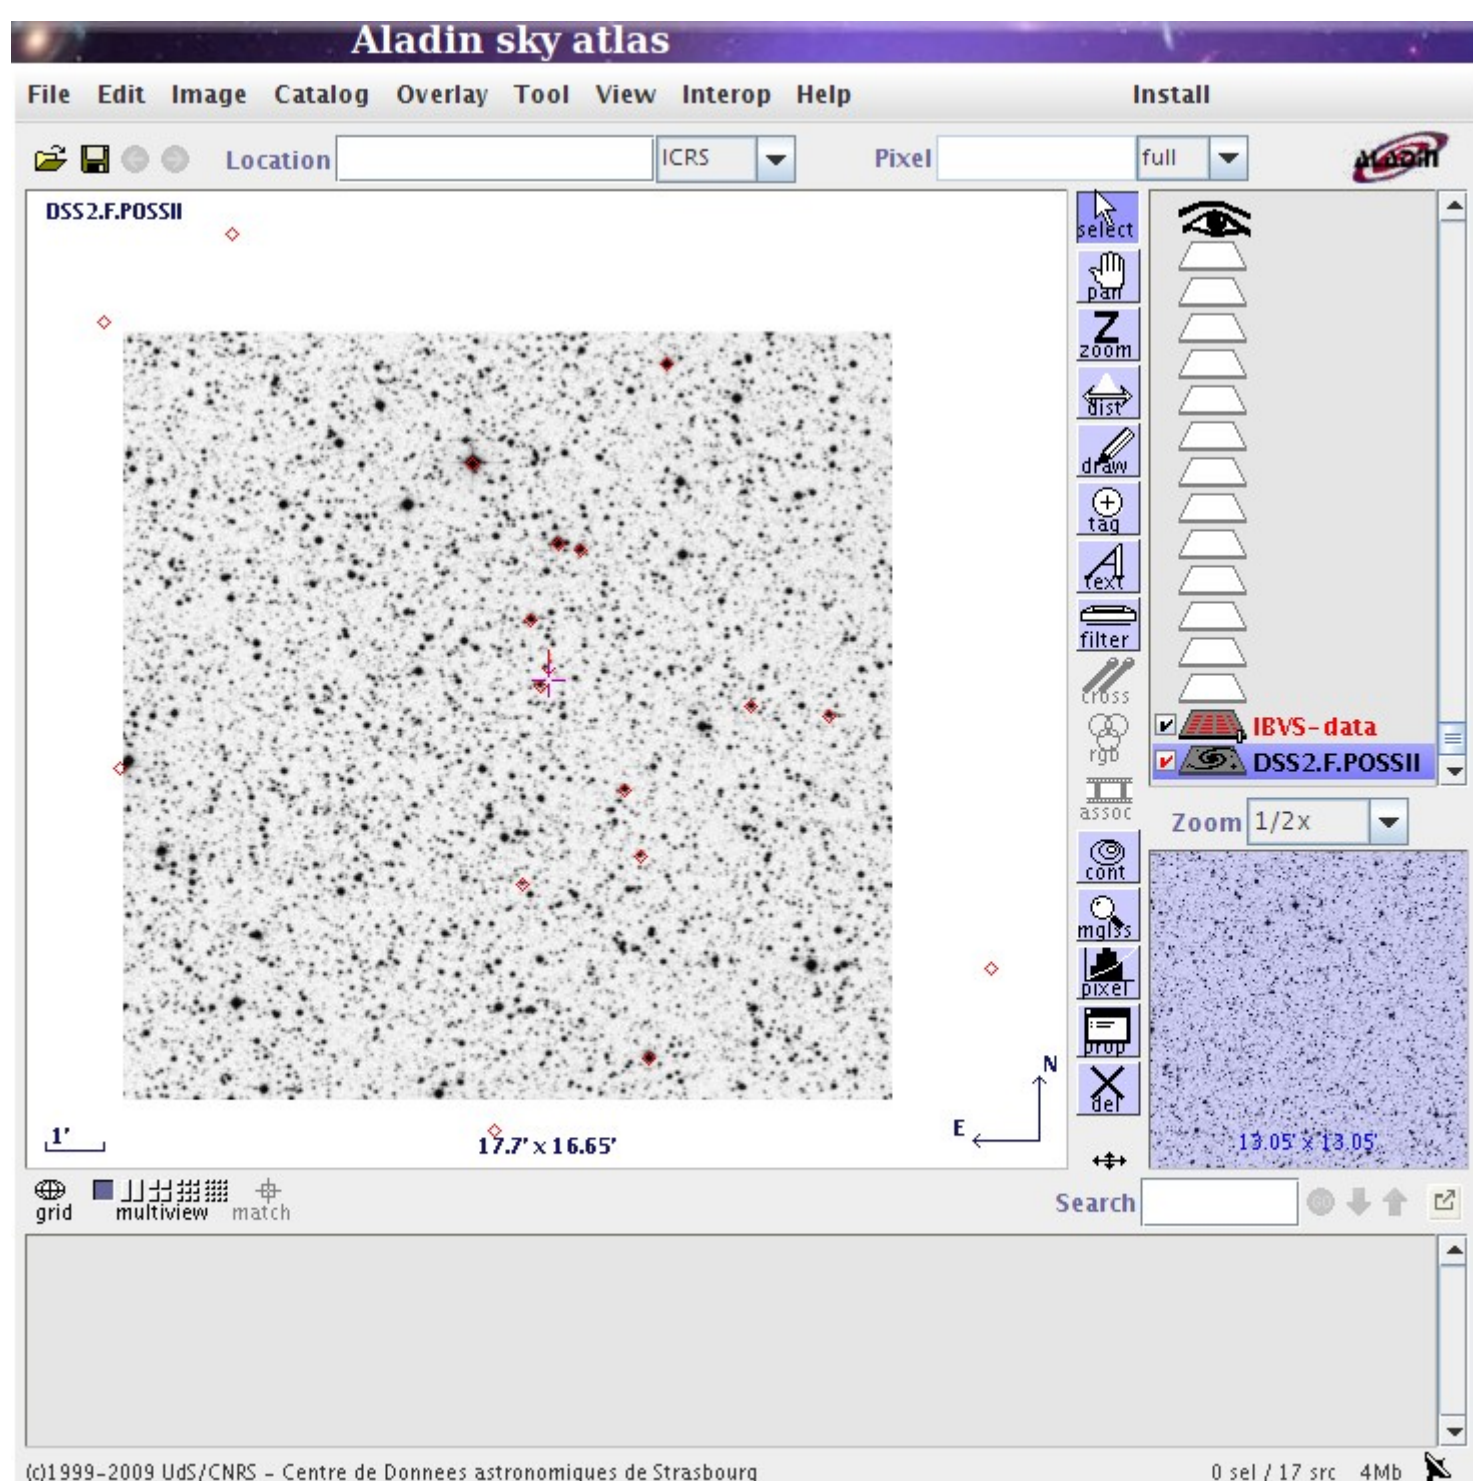 Aladin sky atlas
File Edit Image Catalog Overlay Tool View Interop Help Install
Location ICRS Pixel full ALADIN
DSS2.F.POSSII
select
pan
Z
zoom
dist
draw
tag
text
filter
cross
rgb
assoc
cont
mglss
pixel
prop
del
IBVS-data
DSS2.F.POSSII
Zoom 1/2x
13.05' x 13.05'
N
E
1'
17.7' x 16.65'
grid multiview match Search GO
(c)1999-2009 UdS/CNRS - Centre de Donnees astronomiques de Strasbourg 0 sel / 17 src 4Mb